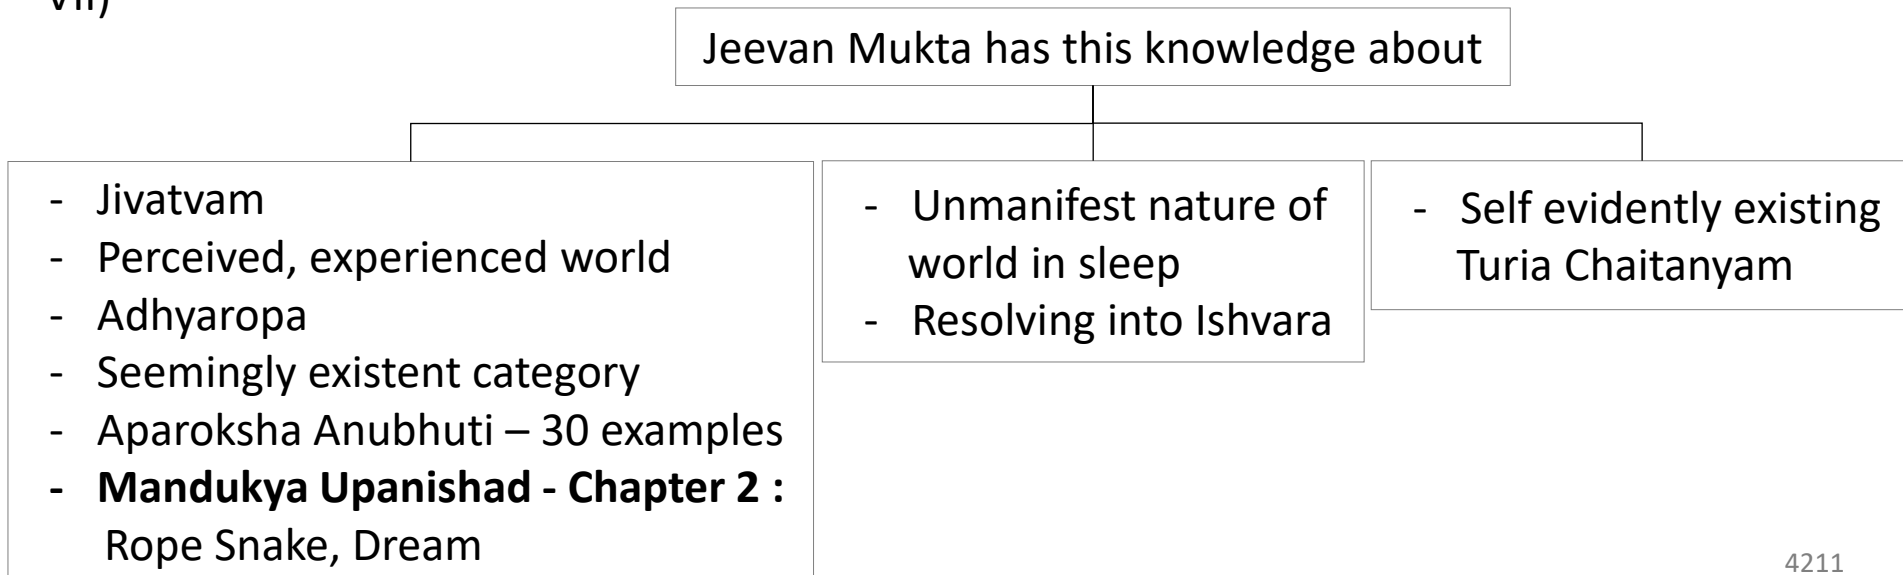 VII)
Jeevan Mukta has this knowledge about
- Jivatvam
- Perceived, experienced world
- Adhyaropa
- Seemingly existent category
- Aparoksha Anubhuti – 30 examples
- Mandukya Upanishad - Chapter 2 :
Rope Snake, Dream
- Unmanifest nature of
world in sleep
- Resolving into Ishvara
- Self evidently existing
Turia Chaitanyam
4211